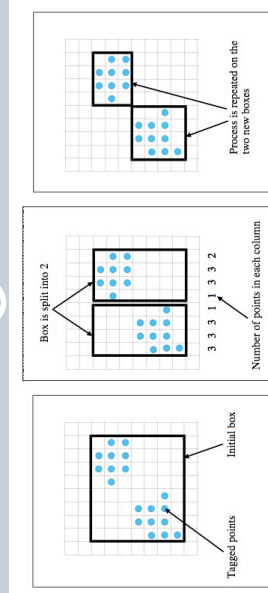 Tagged points
Initial box
Box is split into 2
3 3 3 1 1 3 3 2
Number of points in each column
Process is repeated on the
two new boxes